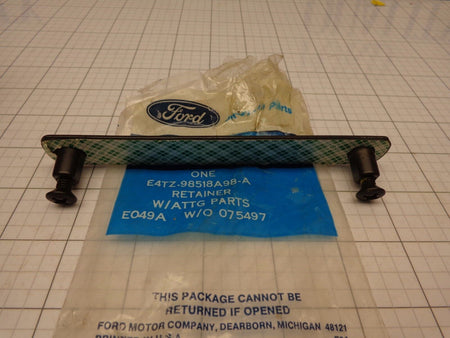 Ford
ONE
E4TZ-98518A98-A
RETAINER
W/ATTG PARTS
E049A W/O 075497
THIS PACKAGE CANNOT BE
RETURNED IF OPENED
FORD MOTOR COMPANY, DEARBORN, MICHIGAN 48121